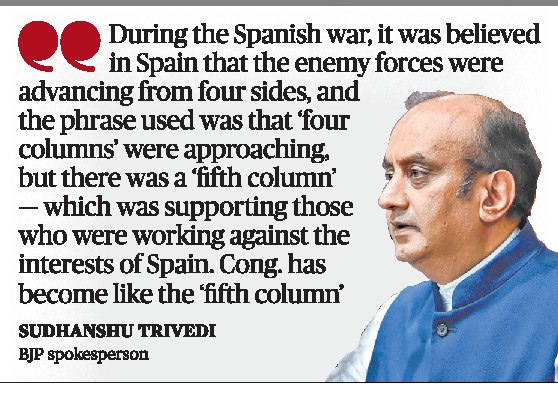 During the Spanish war, it was believed
in Spain that the enemy forces were
advancing from four sides, and
the phrase used was that ‘four
columns’ were approaching,
but there was a ‘fifth column’
— which was supporting those
who were working against the
interests of Spain. Cong. has
become like the ‘fifth column’
SUDHANSHU TRIVEDI
BJP spokesperson